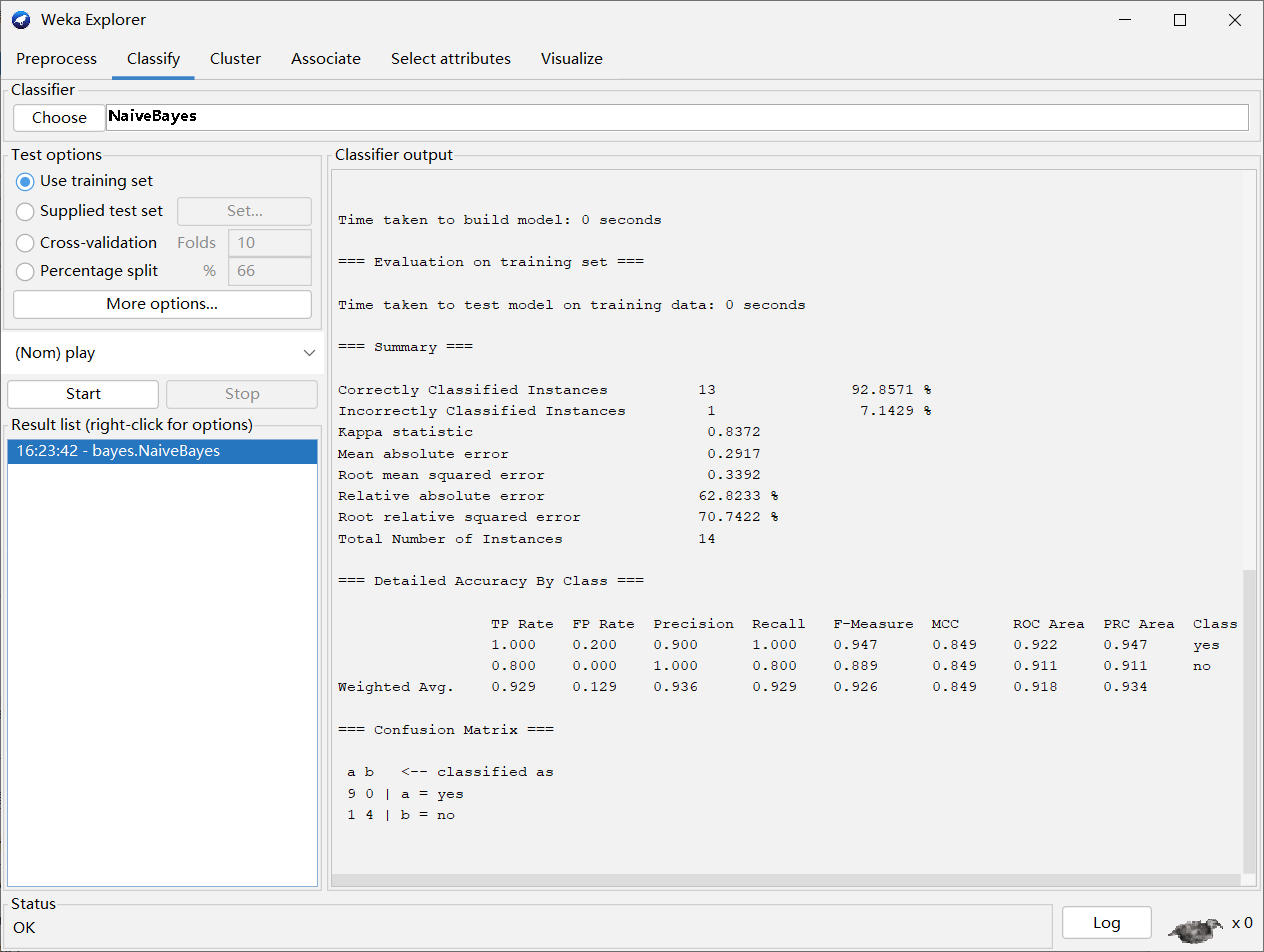 Weka Explorer
Preprocess Classify Cluster Associate Select attributes Visualize
Classifier
Choose NaiveBayes
Test options
Use training set
Supplied test set Set...
Cross-validation Folds 10
Percentage split % 66
More options...
(Nom) play
Start Stop
Result list (right-click for options)
16:23:42 - bayes.NaiveBayes
Classifier output
Time taken to build model: 0 seconds
=== Evaluation on training set ===
Time taken to test model on training data: 0 seconds
=== Summary ===
Correctly Classified Instances 13 92.8571 %
Incorrectly Classified Instances 1 7.1429 %
Kappa statistic 0.8372
Mean absolute error 0.2917
Root mean squared error 0.3392
Relative absolute error 62.8233 %
Root relative squared error 70.7422 %
Total Number of Instances 14
=== Detailed Accuracy By Class ===
TP Rate FP Rate Precision Recall F-Measure MCC ROC Area PRC Area Class
1.000 0.200 0.900 1.000 0.947 0.849 0.922 0.947 yes
0.800 0.000 1.000 0.800 0.889 0.849 0.911 0.911 no
Weighted Avg. 0.929 0.129 0.936 0.929 0.926 0.849 0.918 0.934
=== Confusion Matrix ===
a b <-- classified as
9 0 | a = yes
1 4 | b = no
Status
OK
Log
x 0